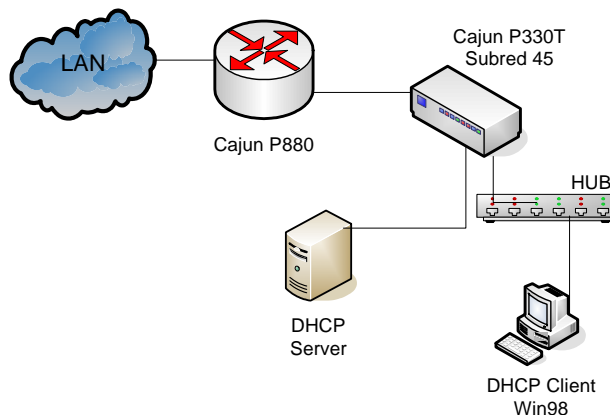 LAN
Cajun P880
Cajun P330T
Subred 45
HUB
DHCP
Server
DHCP Client
Win98